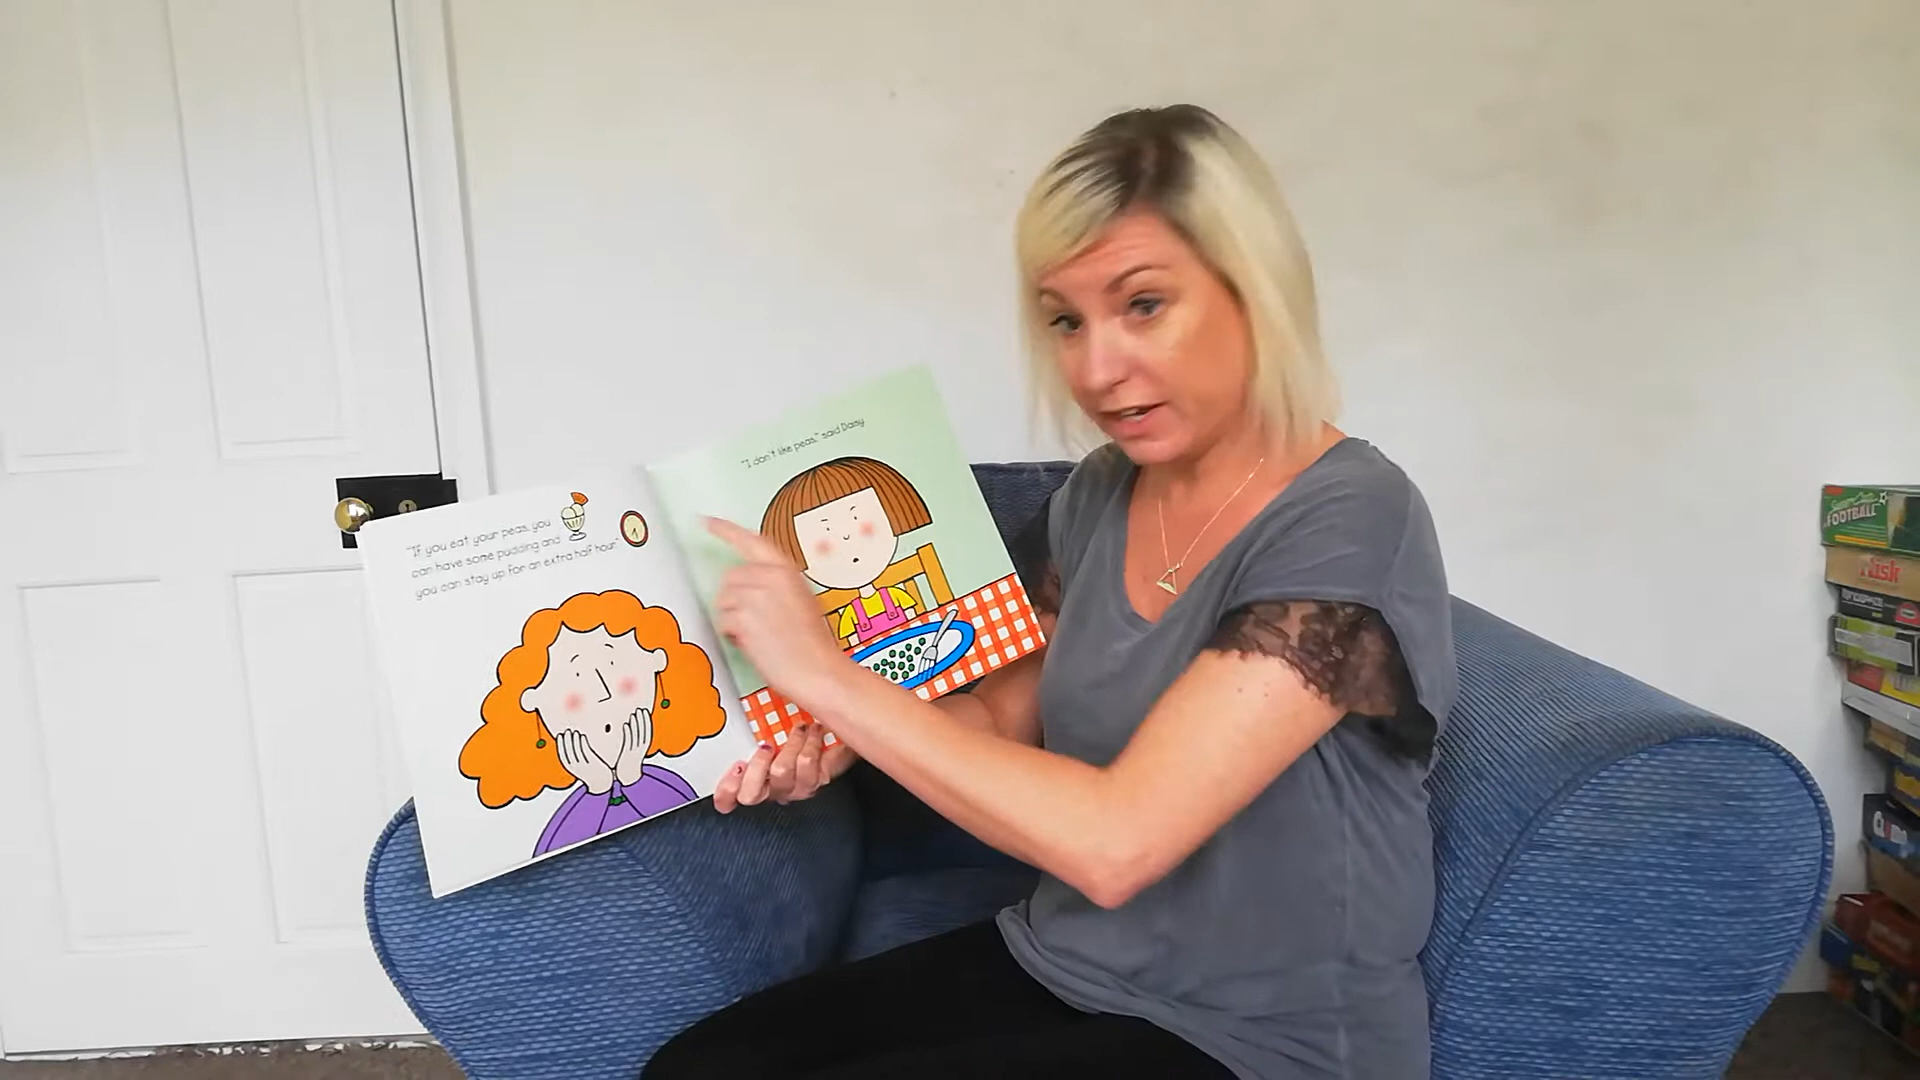 "If you eat your peas, you
can have some pudding and
you can stay up for an extra half hour."
"I don't like peas," said Daisy
FOOTBALL
Risk